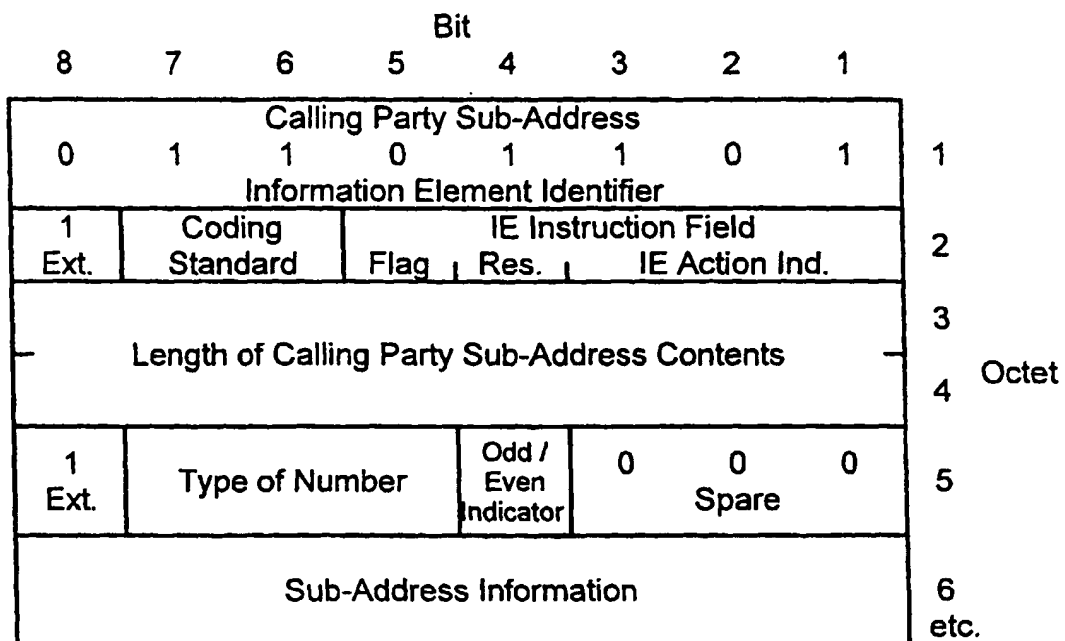 Bit
8 7 6 5 4 3 2 1
Calling Party Sub-Address
0 1 1 0 1 1 0 1
Information Element Identifier
1
1
Ext.
Coding
Standard
IE Instruction Field
Flag Res. IE Action Ind.
2
Length of Calling Party Sub-Address Contents
3
4
Octet
1
Ext.
Type of Number
Odd /
Even
Indicator
0 0 0
Spare
5
Sub-Address Information
6
etc.